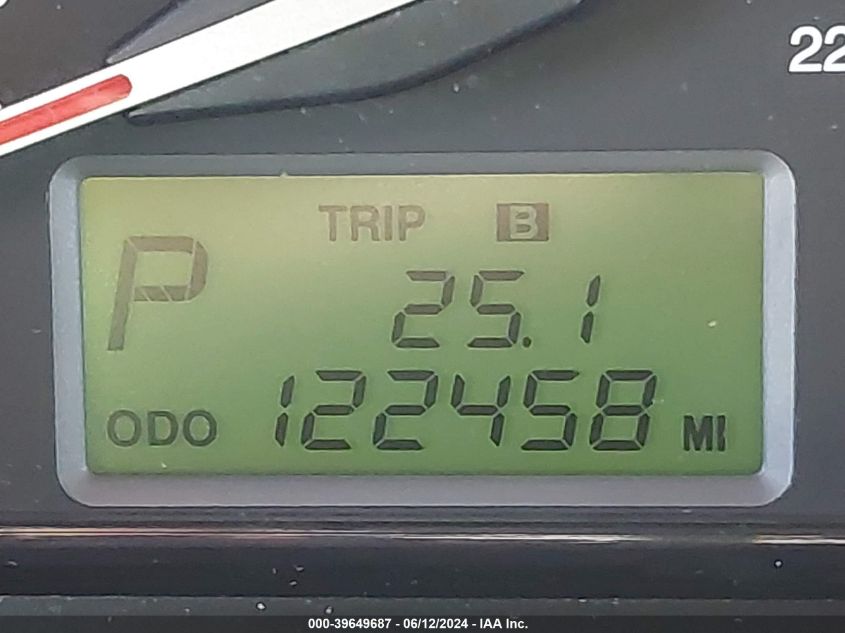 22
TRIP B
P
25.1
ODO 122458 MI
000-39649687 - 06/12/2024 - IAA Inc.